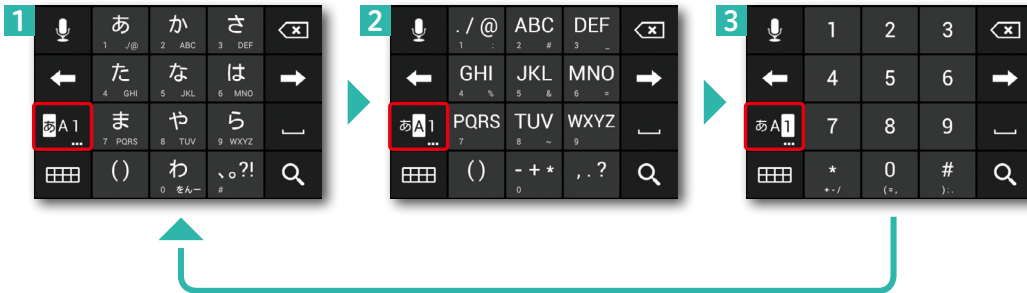 1
あ か さ
1 ./@ 2 ABC 3 DEF
た な は
4 GHI 5 JKL 6 MNO
あA1 ま や ら
... 7 PQRS 8 TUV 9 WXYZ
() わ 、。?!
0 をんー #
2
./@ ABC DEF
1 : 2 # 3 _
GHI JKL MNO
4 % 5 & 6 =
あA1 PQRS TUV WXYZ
... 7 8 ~ 9
() -+* ,.?
0
3
1 2 3
4 5 6
あA1 7 8 9
...
* 0 #
+-/ (=, ):.